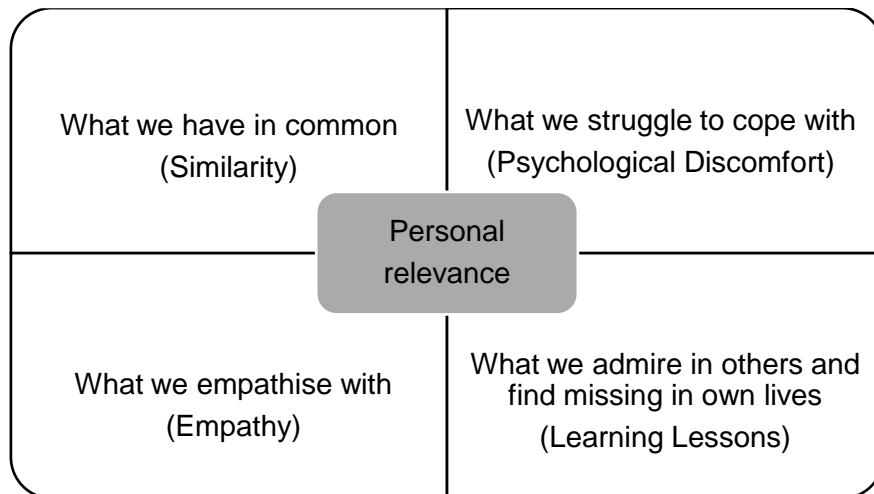 What we have in common
(Similarity)
What we struggle to cope with
(Psychological Discomfort)
Personal
relevance
What we empathise with
(Empathy)
What we admire in others and
find missing in own lives
(Learning Lessons)